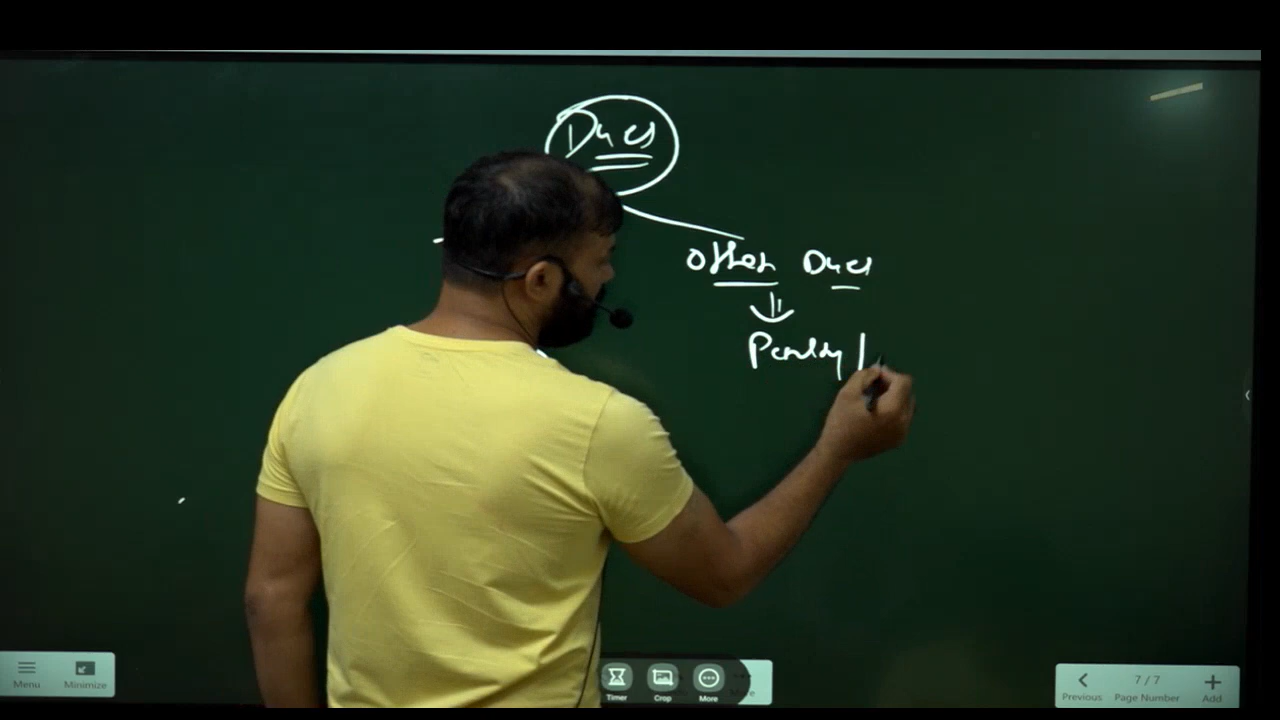 Dues
Other Dues
Penalty |
Menu
Minimize
Timer
Crop
More
Previous
7 / 7
Page Number
Add